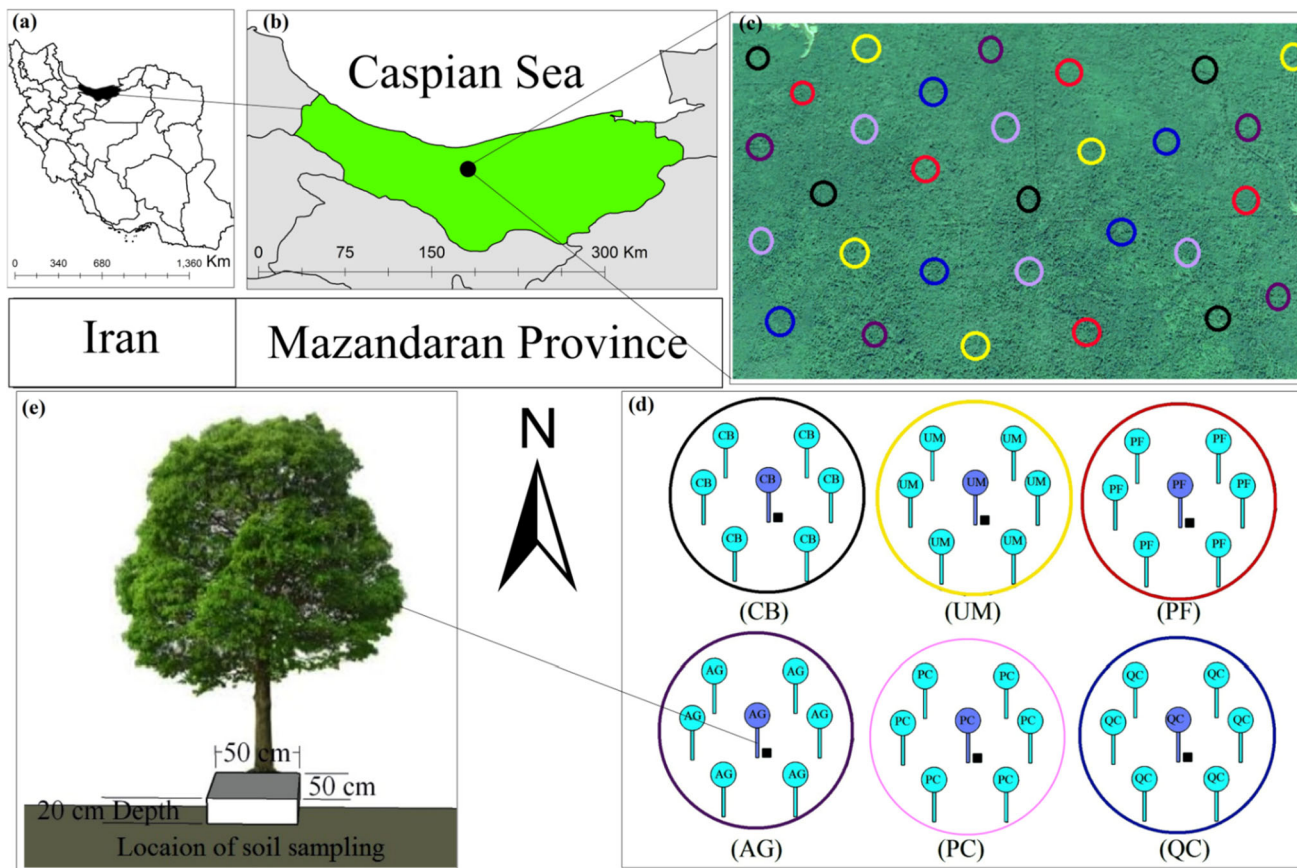 (a)
0 340 680 1,360 Km
Iran
(b)
Caspian Sea
0 75 150 300 Km
Mazandaran Province
(c)
(e)
50 cm
50 cm
20 cm Depth
Locaion of soil sampling
N
(d)
CB CB
CB CB CB
CB CB
(CB)
UM UM
UM UM UM
UM UM
(UM)
PF PF
PF PF PF
PF PF
(PF)
AG AG
AG AG AG
AG AG
(AG)
PC PC
PC PC PC
PC PC
(PC)
QC QC
QC QC QC
QC QC
(QC)